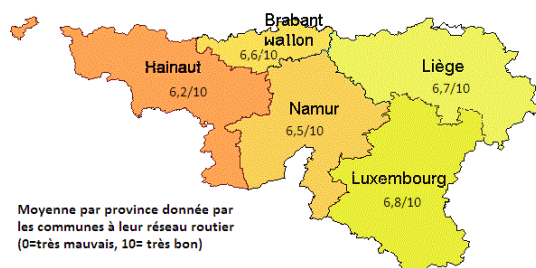 Brabant
wallon
6,6/10
Hainaut
6,2/10
Liège
6,7/10
Namur
6,5/10
Luxembourg
6,8/10
Moyenne par province donnée par
les communes à leur réseau routier
(0=très mauvais, 10= très bon)